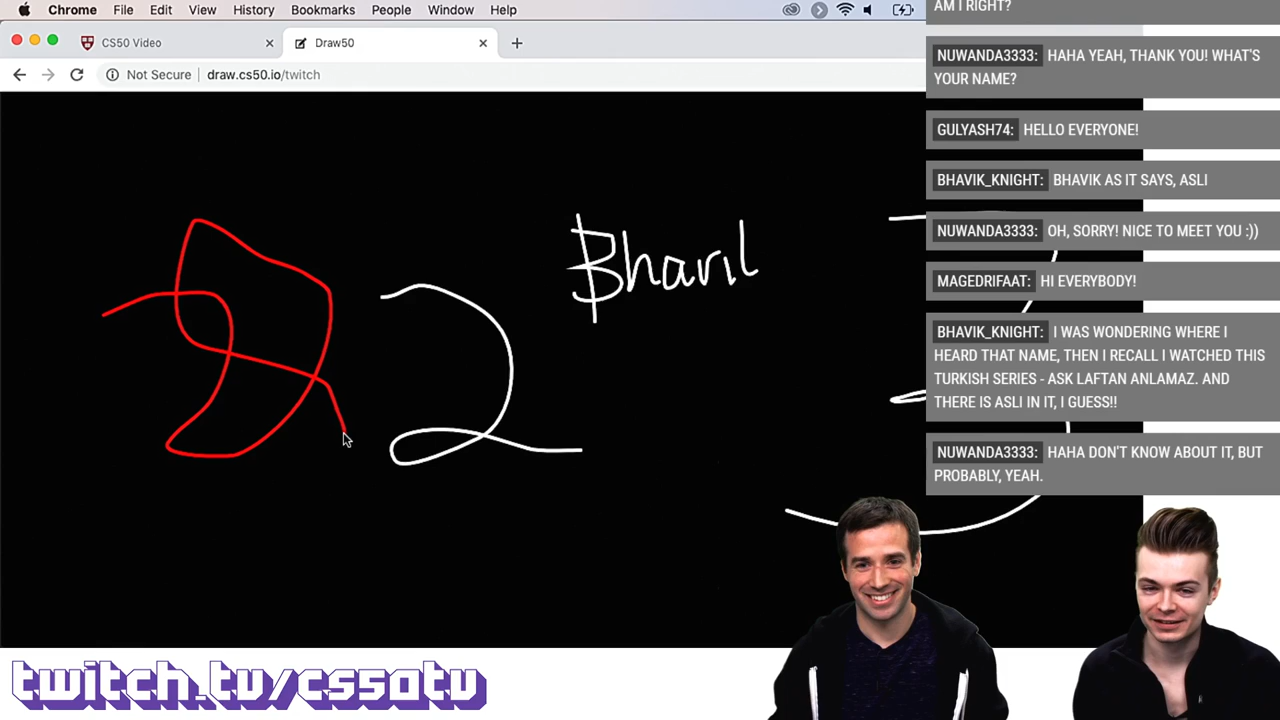 Chrome File Edit View History Bookmarks People Window Help
CS50 Video
Draw50
Not Secure | draw.cs50.io/twitch
2
Bhavil
AM I RIGHT?
NUWANDA3333: HAHA YEAH, THANK YOU! WHAT'S
YOUR NAME?
GULYASH74: HELLO EVERYONE!
BHAVIK_KNIGHT: BHAVIK AS IT SAYS, ASLI
NUWANDA3333: OH, SORRY! NICE TO MEET YOU :))
MAGEDRIFAAT: HI EVERYBODY!
BHAVIK_KNIGHT: I WAS WONDERING WHERE I
HEARD THAT NAME, THEN I RECALL I WATCHED THIS
TURKISH SERIES - ASK LAFTAN ANLAMAZ. AND
THERE IS ASLI IN IT, I GUESS!!
NUWANDA3333: HAHA DON'T KNOW ABOUT IT, BUT
PROBABLY, YEAH.
twitch.tv/cs50tv